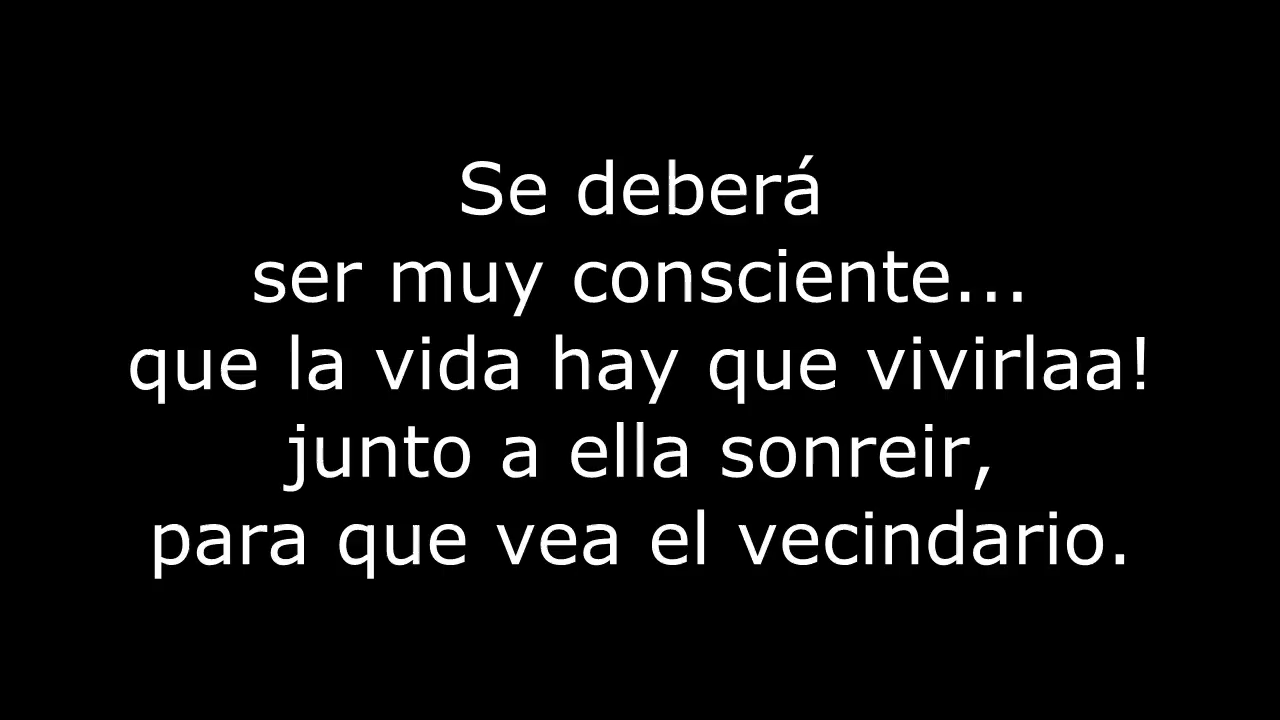 Se deberá
ser muy consciente...
que la vida hay que vivirlaa!
junto a ella sonreir,
para que vea el vecindario.